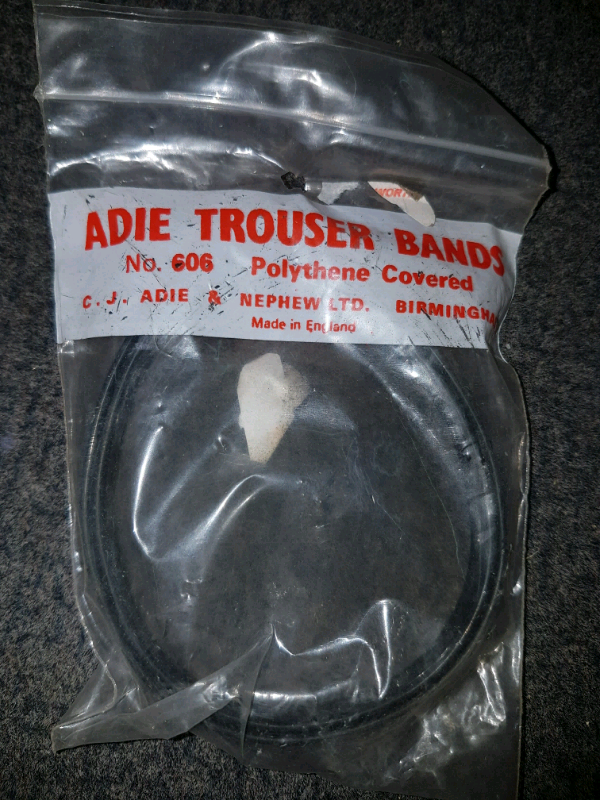 ADIE TROUSER BANDS
No. 606 Polythene Covered
C.J. ADIE & NEPHEW LTD. BIRMINGHA
Made in England